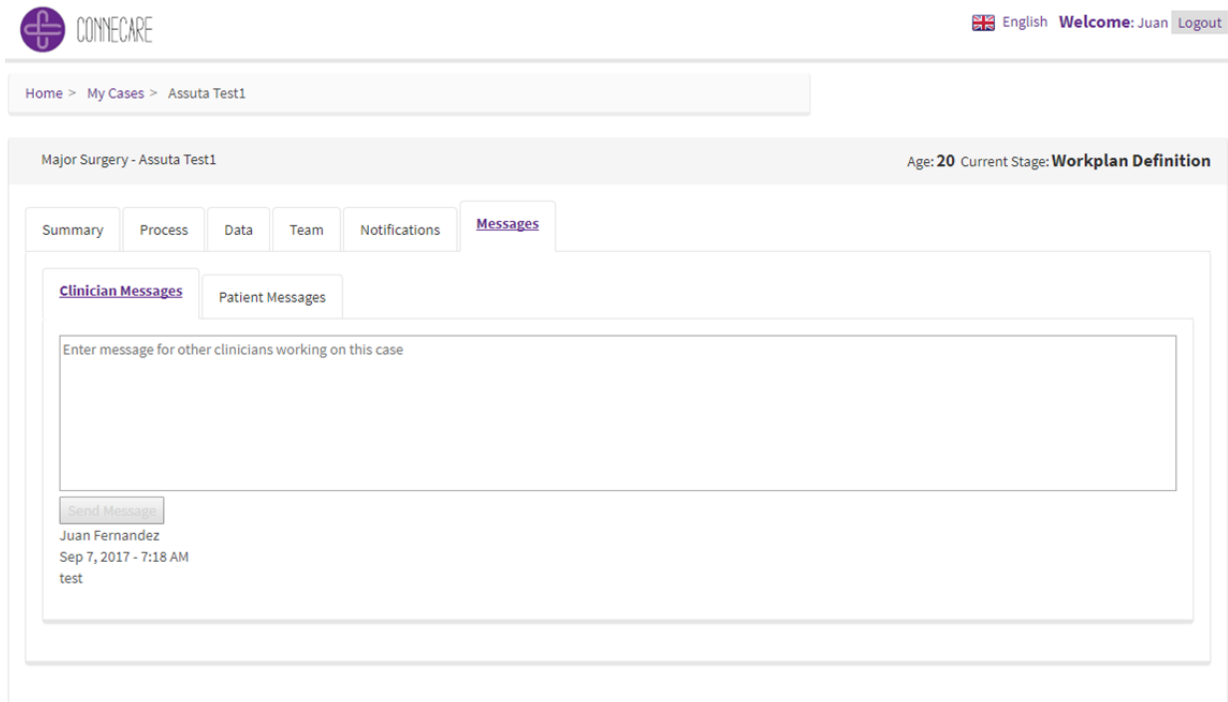 CONNECARE
English Welcome: Juan Logout
Home > My Cases > Assuta Test1
Major Surgery - Assuta Test1
Age: 20 Current Stage: Workplan Definition
Summary Process Data Team Notifications Messages
Clinician Messages Patient Messages
Enter message for other clinicians working on this case
Send Message
Juan Fernandez
Sep 7, 2017 - 7:18 AM
test